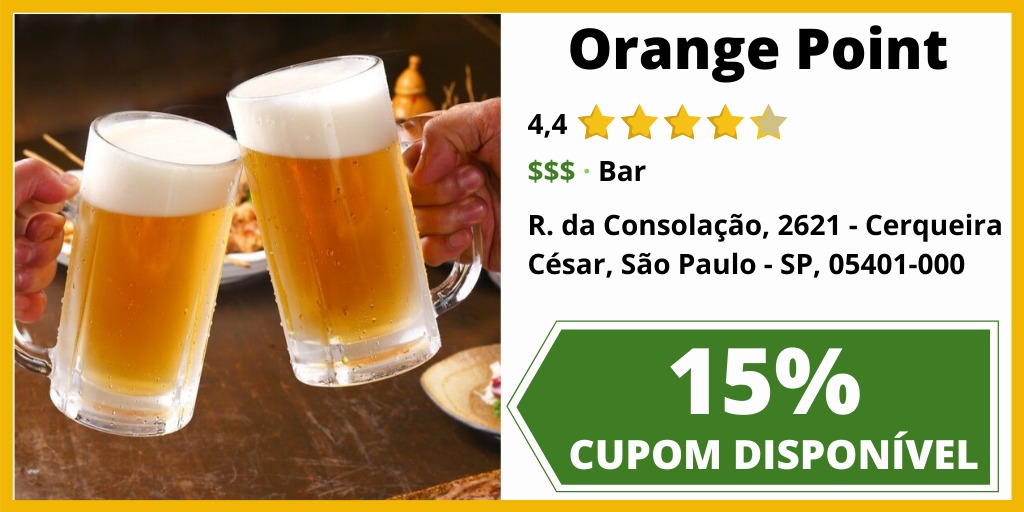 Orange Point
4,4
$$$ · Bar
R. da Consolação, 2621 - Cerqueira
César, São Paulo - SP, 05401-000
15%
CUPOM DISPONÍVEL